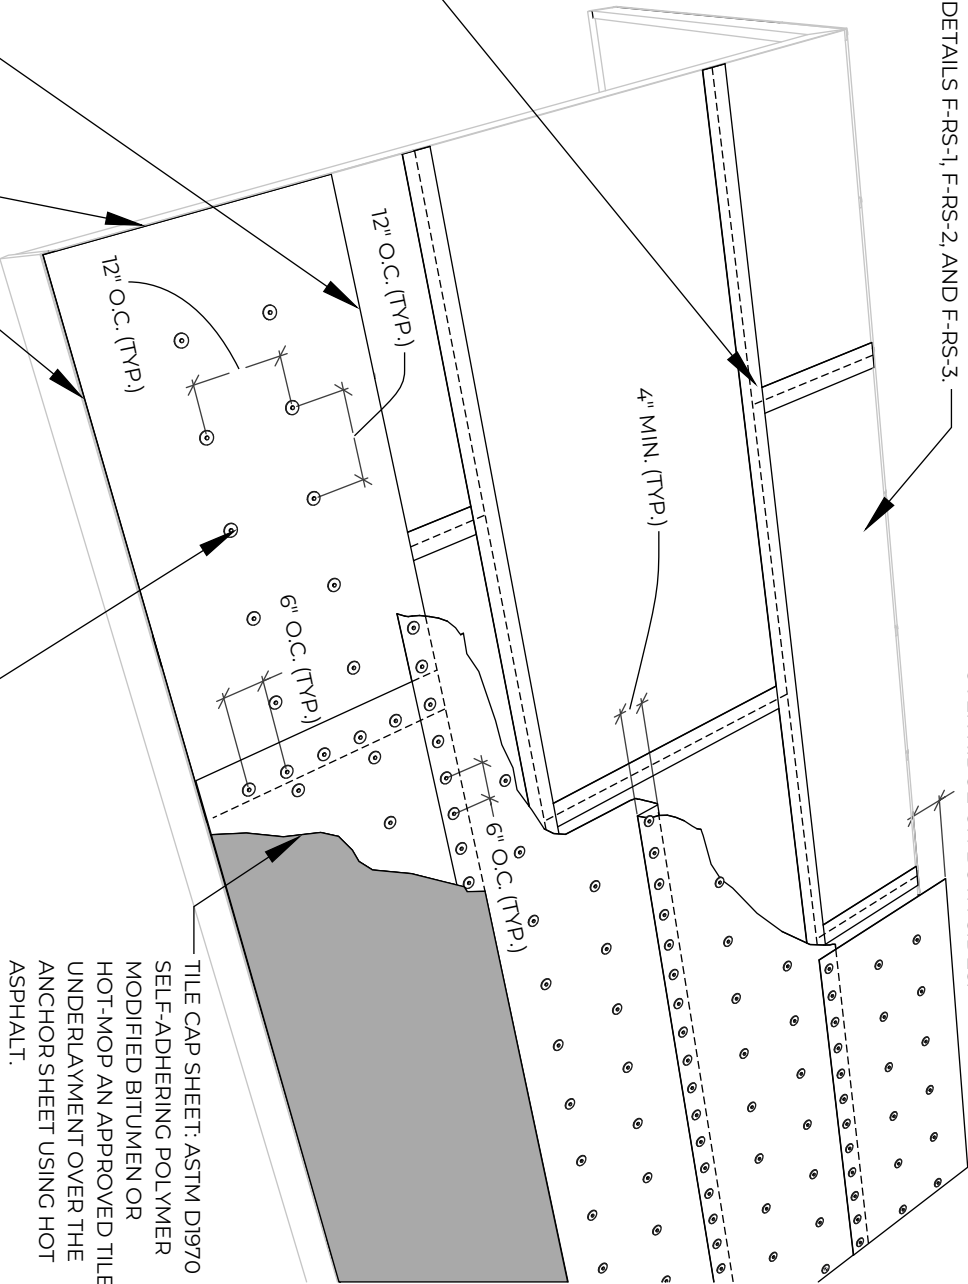 DETAILS F-RS-1, F-RS-2, AND F-RS-3.
12" O.C. (TYP.)
12" O.C. (TYP.)
4" MIN. (TYP.)
6" O.C. (TYP.)
6" O.C. (TYP.)
TILE CAP SHEET: ASTM D1970
SELF-ADHERING POLYMER
MODIFIED BITUMEN OR
HOT-MOP AN APPROVED TILE
UNDERLAYMENT OVER THE
ANCHOR SHEET USING HOT
ASPHALT.